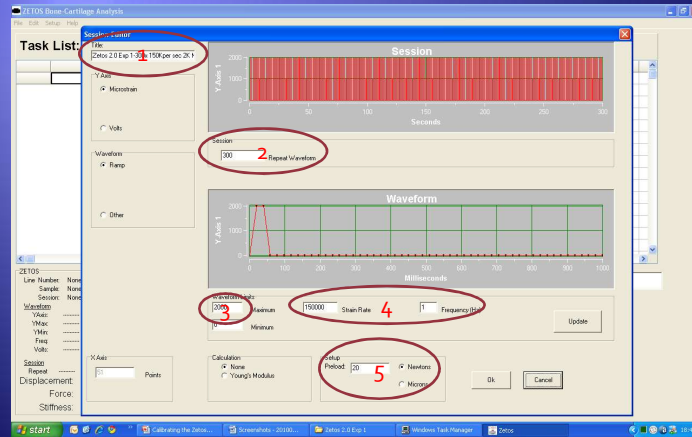 ZETOS Bone-Cartilage Analysis
File Edit Setup Help
Task List:
Session Editor
Title:
Zetos 2.0 Exp 1-300x 150Kper sec 2K
1
Y Axis
Microstrain
Volts
Waveform
Ramp
Other
Session
Y-Axis 1
2000
1000
0
0 50 100 150 200 250 300
Seconds
Session
300 Repeat Waveform
2
Waveform
Y-Axis 1
2000
1000
0
0 100 200 300 400 500 600 700 800 900 1000
Milliseconds
Waveform Limits
2000 Maximum
3
150000 Strain Rate
4
1 Frequency (Hz)
0 Minimum
Update
X Axis
51 Points
Calculation
None
Young's Modulus
Setup
Preload: 20
5
Newtons
Microns
Ok
Cancel
ZETOS
Line Number: None
Sample: None
Session: None
Waveform
YAxis: --------
YMax: --------
YMin: --------
Freq: --------
Volts: --------
Session
Repeat --------
Displacement:
Force:
Stiffness:
start
Calibrating the Zetos...
Screenshots - 20100...
Zetos 2.0 Exp 1
Windows Task Manager
Zetos